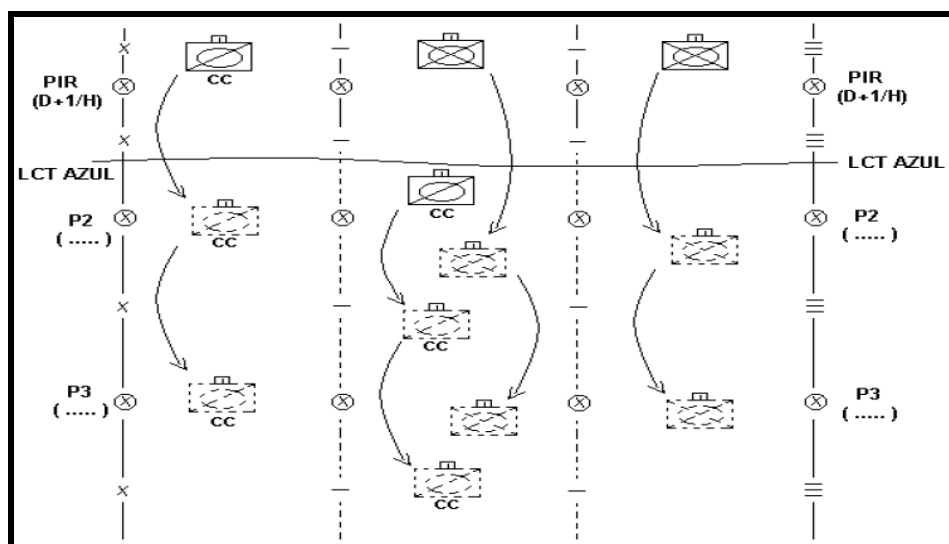 CC
PIR
(D+1/H)
PIR
(D+1/H)
LCT AZUL
LCT AZUL
CC
P2
( ..... )
CC
P2
( ..... )
CC
P3
( ..... )
CC
P3
( ..... )
CC